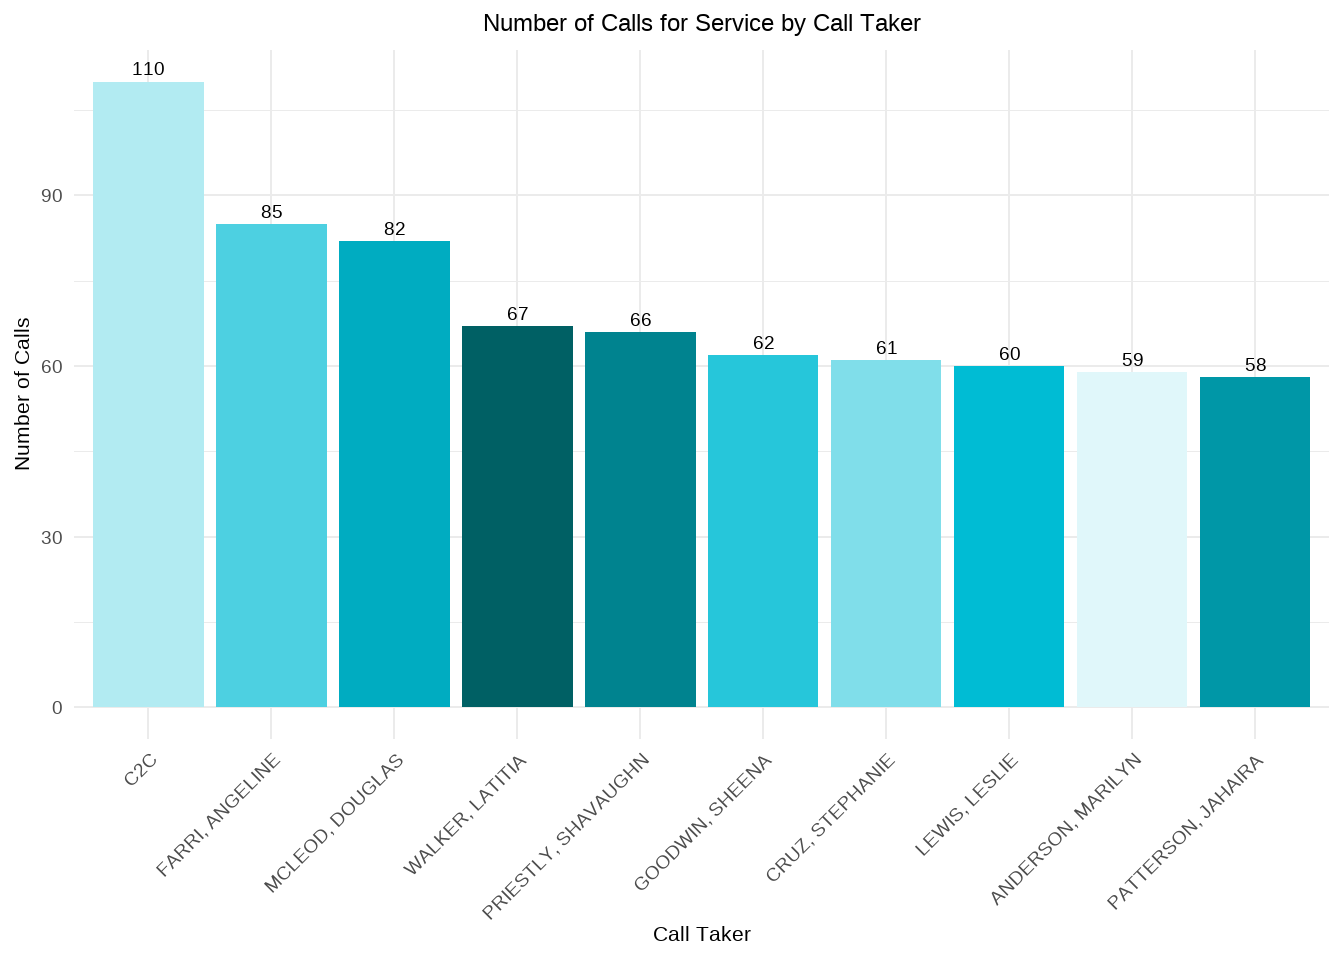 Number of Calls for Service by Call Taker
110
85
82
67
66
62
61
60
59
58
90
60
30
0
Number of Calls
C2C
FARRI, ANGELINE
MCLEOD, DOUGLAS
WALKER, LATITIA
PRIESTLY, SHAVAUGHN
GOODWIN, SHEENA
CRUZ, STEPHANIE
LEWIS, LESLIE
ANDERSON, MARILYN
PATTERSON, JAHAIRA
Call Taker